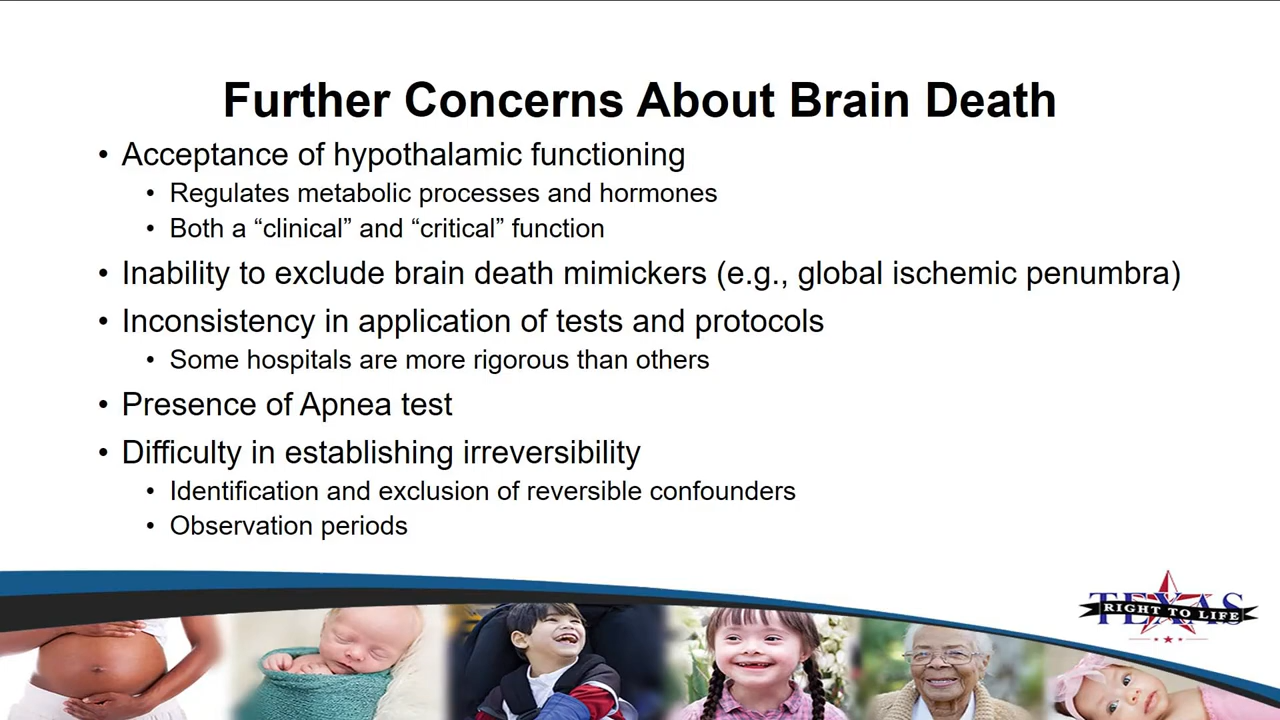 Further Concerns About Brain Death
• Acceptance of hypothalamic functioning
• Regulates metabolic processes and hormones
• Both a “clinical” and “critical” function
• Inability to exclude brain death mimickers (e.g., global ischemic penumbra)
• Inconsistency in application of tests and protocols
• Some hospitals are more rigorous than others
• Presence of Apnea test
• Difficulty in establishing irreversibility
• Identification and exclusion of reversible confounders
• Observation periods
TEXAS
RIGHT TO LIFE